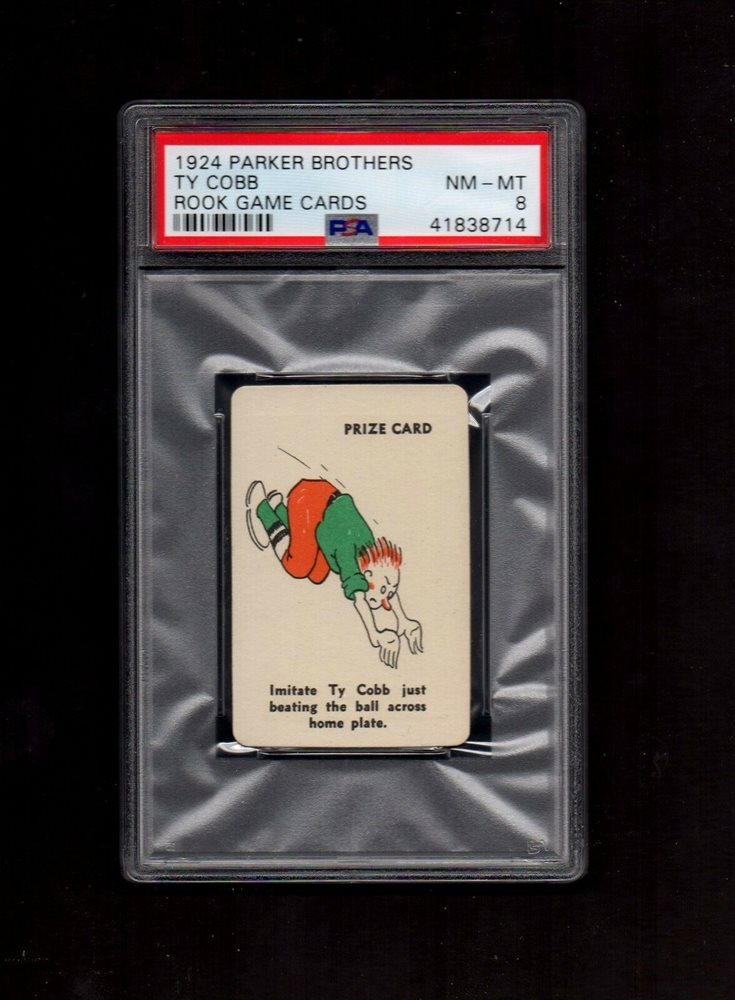 1924 PARKER BROTHERS
TY COBB NM – MT
ROOK GAME CARDS 8
PSA 41838714
PRIZE CARD
Imitate Ty Cobb just
beating the ball across
home plate.